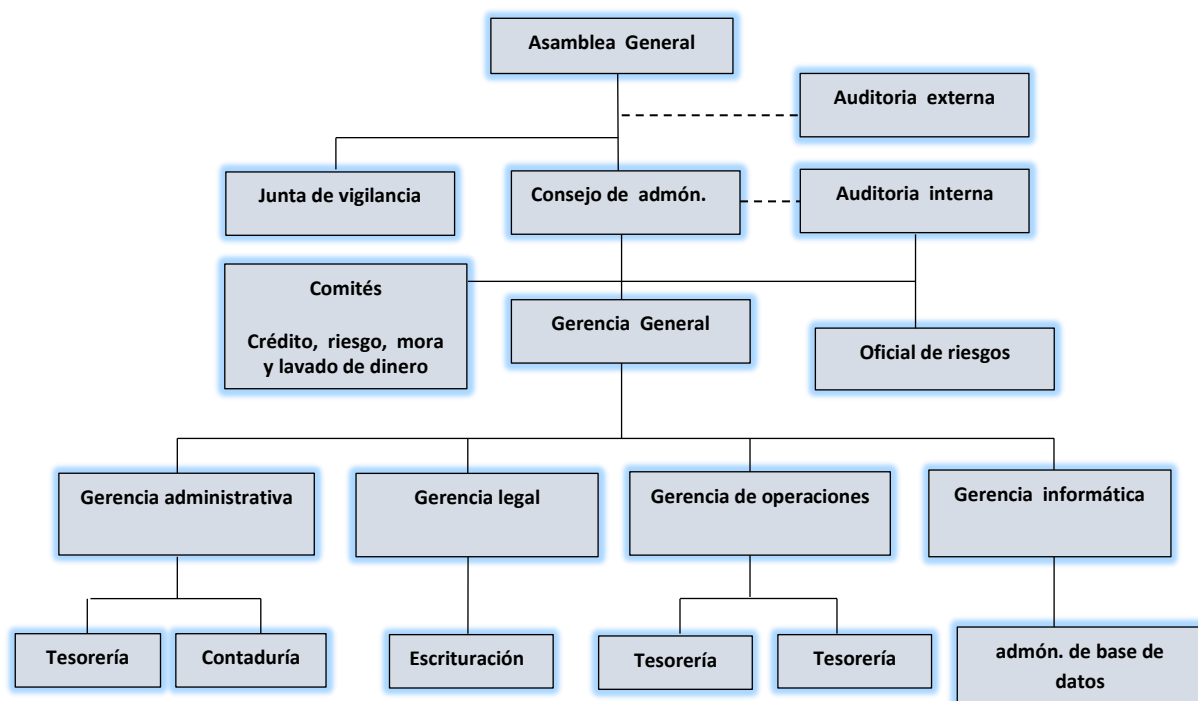 Asamblea General
Auditoria externa
Junta de vigilancia
Consejo de admón.
Auditoria interna
Comités
Crédito, riesgo, mora
y lavado de dinero
Gerencia General
Oficial de riesgos
Gerencia administrativa
Gerencia legal
Gerencia de operaciones
Gerencia informática
Tesorería
Contaduría
Escrituración
Tesorería
Tesorería
admón. de base de
datos